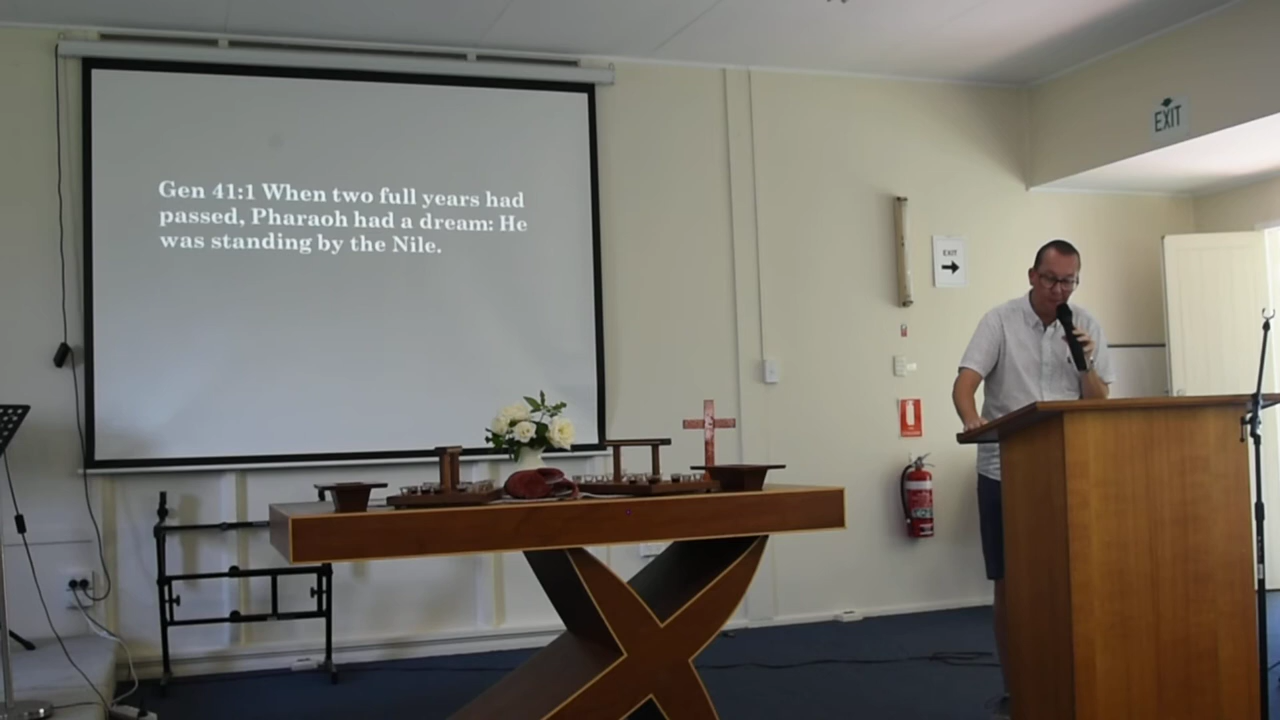 Gen 41:1 When two full years had
passed, Pharaoh had a dream: He
was standing by the Nile.
EXIT
EXIT